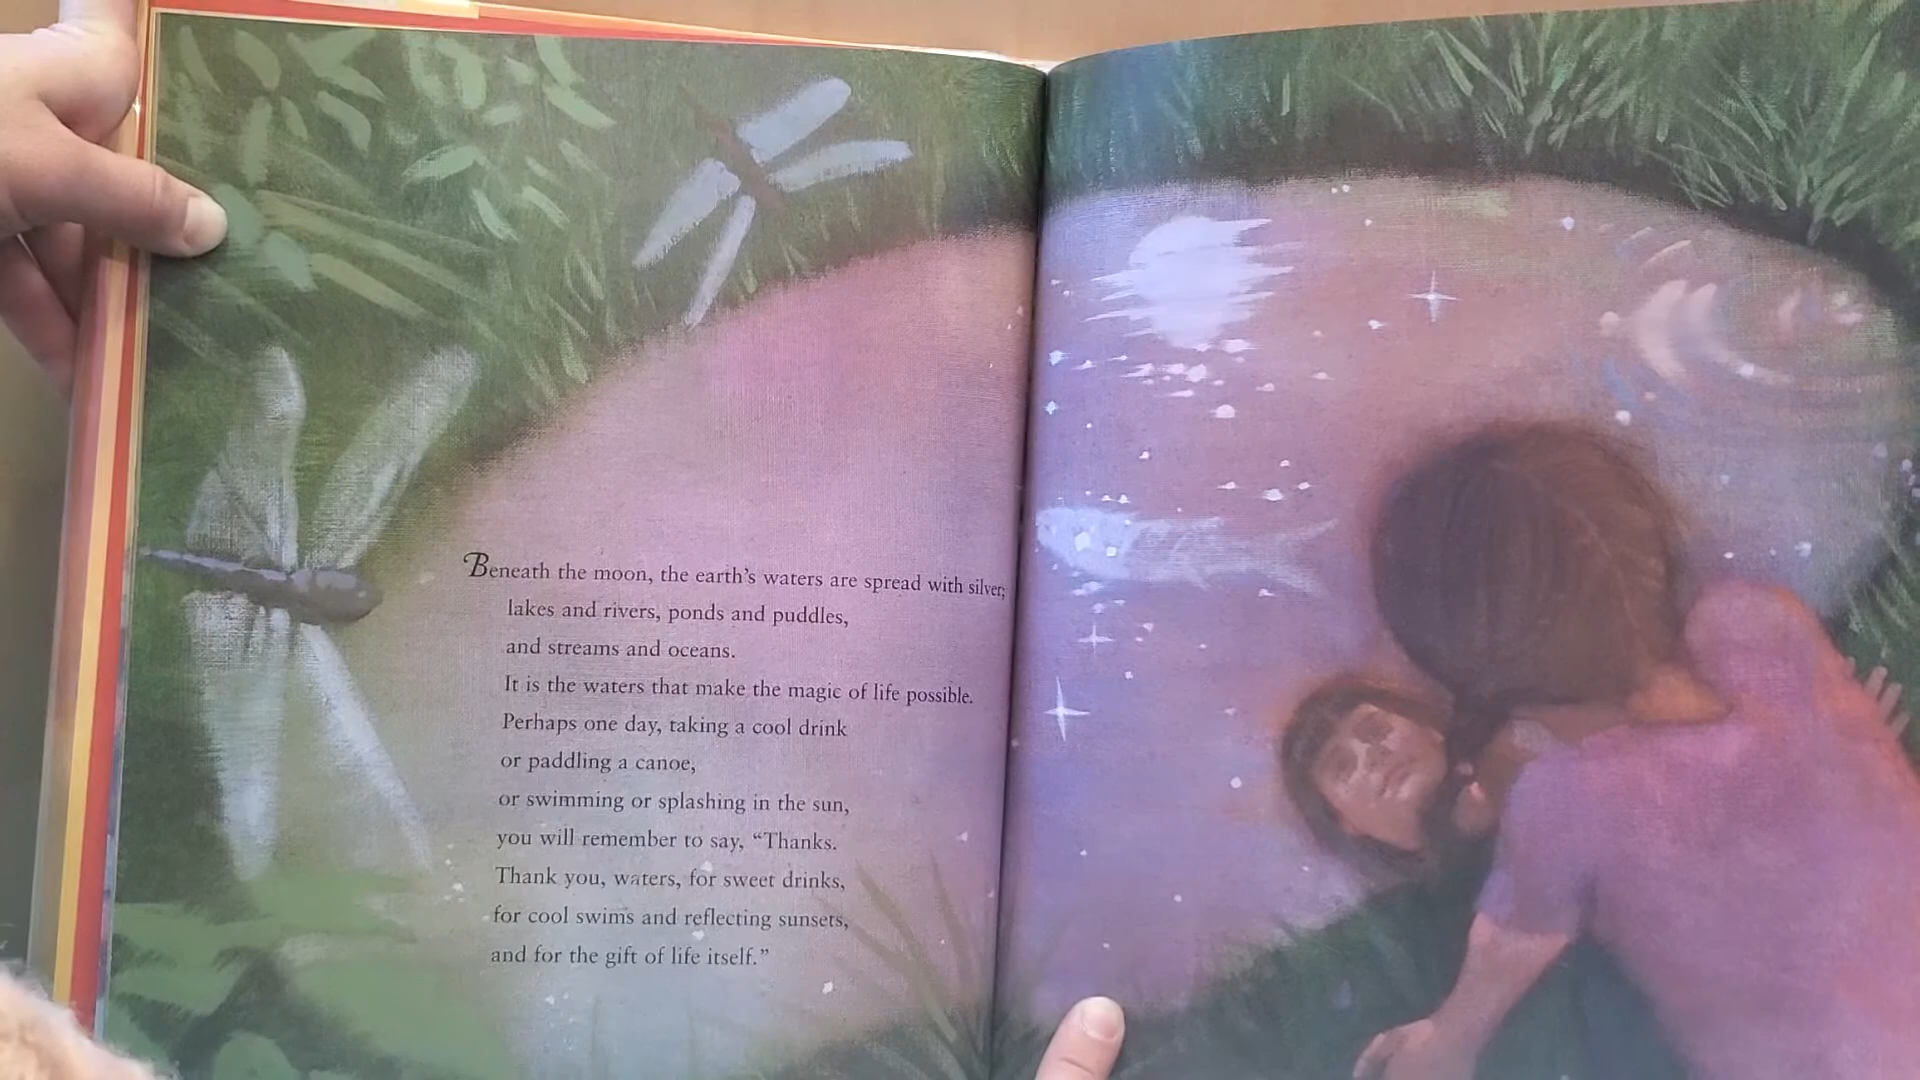 Beneath the moon, the earth's waters are spread with silver;
lakes and rivers, ponds and puddles,
and streams and oceans.
It is the waters that make the magic of life possible.
Perhaps one day, taking a cool drink
or paddling a canoe,
or swimming or splashing in the sun,
you will remember to say, “Thanks.
Thank you, waters, for sweet drinks,
for cool swims and reflecting sunsets,
and for the gift of life itself.”